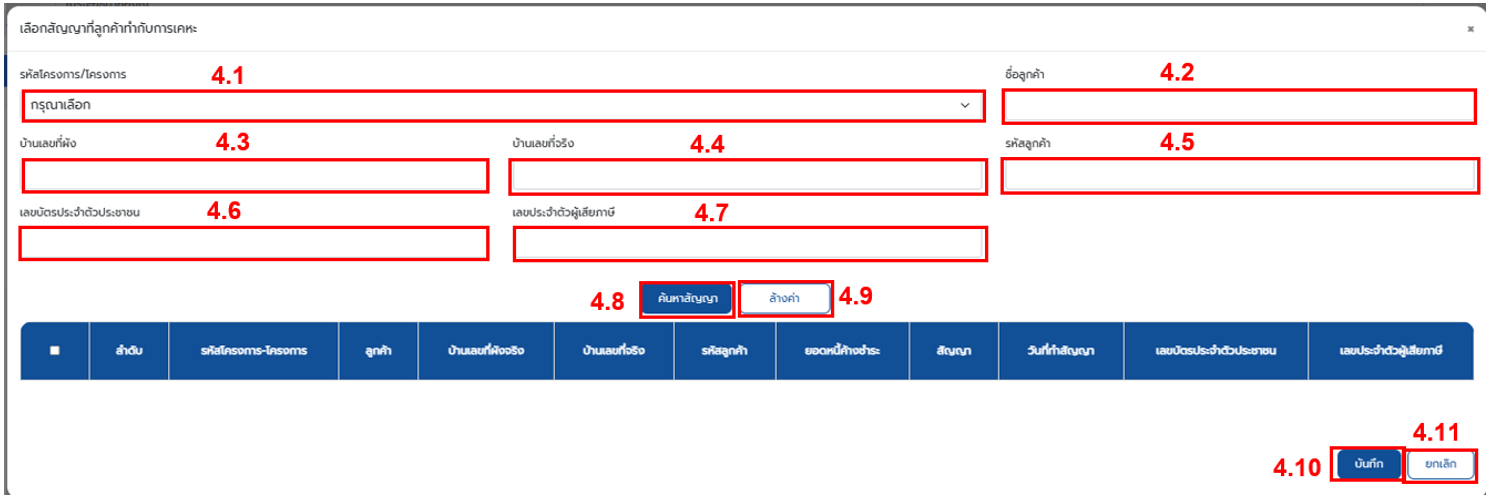 เลือกสัญญาที่ลูกค้าทำกับการเคหะ
รหัสโครงการ/โครงการ 4.1 ชื่อลูกค้า 4.2
กรุณาเลือก
บ้านเลขที่ผัง 4.3 บ้านเลขที่จริง 4.4 รหัสลูกค้า 4.5
เลขบัตรประจำตัวประชาชน 4.6 เลขประจำตัวผู้เสียภาษี 4.7
4.8 ค้นหาสัญญา ล้างค่า 4.9
ลำดับ รหัสโครงการ-โครงการ ลูกค้า บ้านเลขที่ผังจริง บ้านเลขที่จริง รหัสลูกค้า ยอดหนี้ค้างชำระ สัญญา วันที่ทำสัญญา เลขบัตรประจำตัวประชาชน เลขประจำตัวผู้เสียภาษี
4.11
4.10 บันทึก ยกเลิก